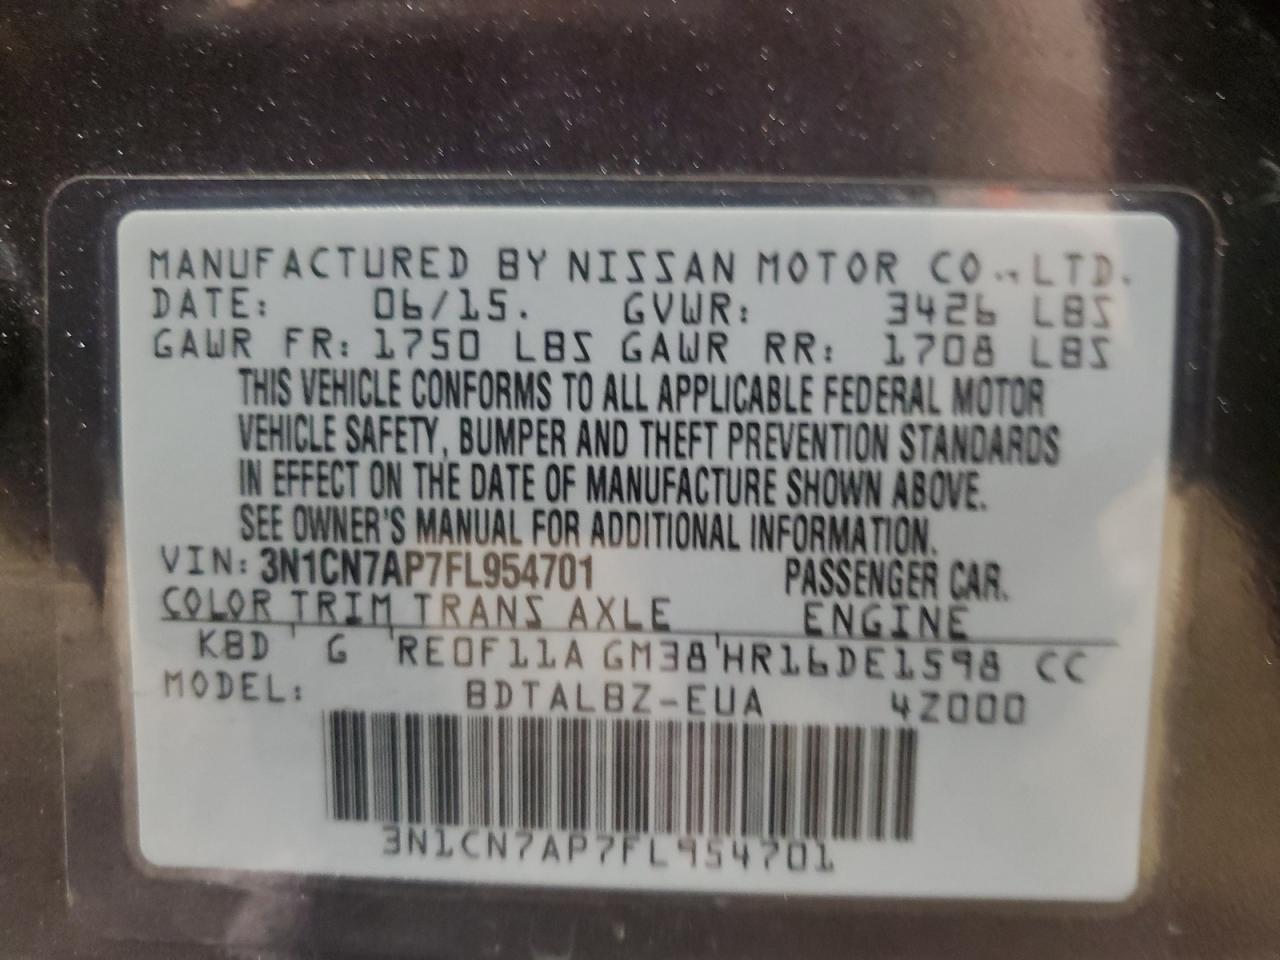 MANUFACTURED BY NISSAN MOTOR CO., LTD.
DATE: 06/15. GVWR: 3426 LBS
GAWR FR: 1750 LBS GAWR RR: 1708 LBS
THIS VEHICLE CONFORMS TO ALL APPLICABLE FEDERAL MOTOR
VEHICLE SAFETY, BUMPER AND THEFT PREVENTION STANDARDS
IN EFFECT ON THE DATE OF MANUFACTURE SHOWN ABOVE.
SEE OWNER'S MANUAL FOR ADDITIONAL INFORMATION.
VIN: 3N1CN7AP7FL954701 PASSENGER CAR.
COLOR TRIM TRANS AXLE ENGINE
K8D G RE0F11A GM38 HR16DE1598 CC
MODEL: BDTALBZ-EUA 4Z000
3N1CN7AP7FL954701